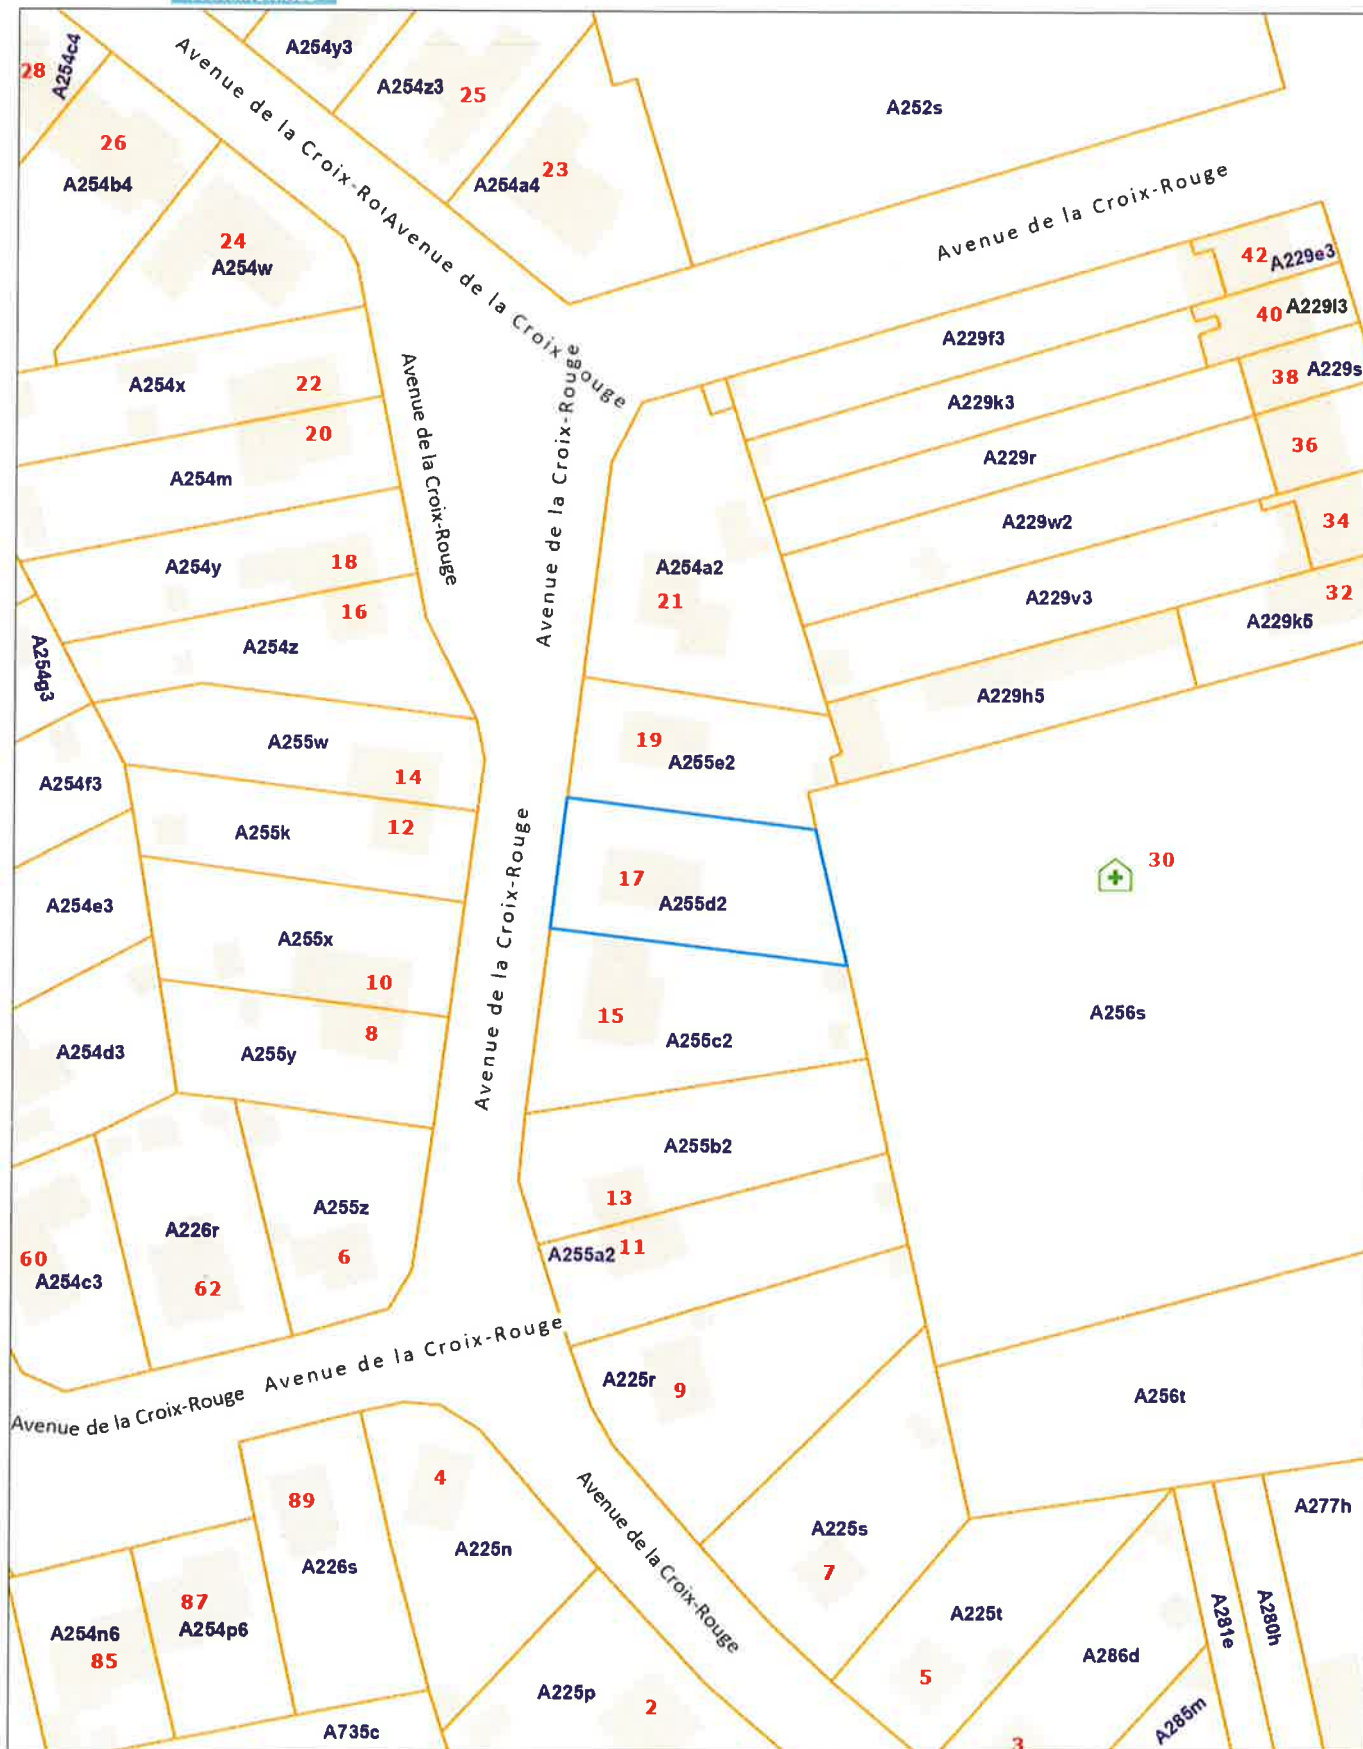 A254c4
28
26
A254b4
Avenue de la Croix-Ro
A254y3
A254z3
25
23
A254a4
A252s
24
A254w
Avenue de la Croix Rouge
Avenue de la Croix-Rouge
42
A229e3
40
A229l3
A229f3
38
A229s
A254x
22
A229k3
20
Avenue de la Croix-Rouge
Avenue de la Croix-Rouge
36
A229r
A254m
34
A229w2
A254y
18
A254a2
21
32
A229v3
16
A254z
A229k5
A254g3
A229h5
A255w
19
A255e2
14
A254f3
12
A255k
30
17
A255d2
A254e3
A255x
Avenue de la Croix-Rouge
10
15
A256s
8
A255y
A255c2
A254d3
A255b2
13
A255z
A226r
11
A255a2
6
60
A254c3
62
Avenue de la Croix-Rouge
Avenue de la Croix-Rouge
A225r
9
A256t
4
89
A277h
A225s
A225n
A226s
7
Avenue de la Croix-Rouge
87
A254p6
A254n6
85
A225t
A281e
A280h
A286d
5
A225p
2
A285m
A735c
3